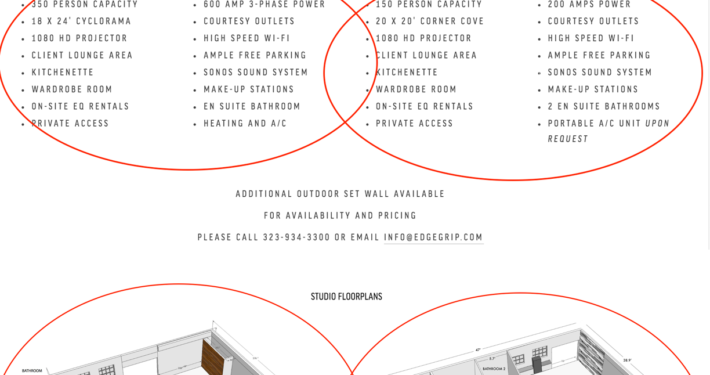 350 PERSON CAPACITY
18 X 24' CYCLORAMA
1080 HD PROJECTOR
CLIENT LOUNGE AREA
KITCHENETTE
WARDROBE ROOM
ON-SITE EQ RENTALS
PRIVATE ACCESS
600 AMP 3-PHASE POWER
COURTESY OUTLETS
HIGH SPEED WI-FI
AMPLE FREE PARKING
SONOS SOUND SYSTEM
MAKE-UP STATIONS
EN SUITE BATHROOM
HEATING AND A/C
150 PERSON CAPACITY
20 X 20' CORNER COVE
1080 HD PROJECTOR
CLIENT LOUNGE AREA
KITCHENETTE
WARDROBE ROOM
ON-SITE EQ RENTALS
PRIVATE ACCESS
200 AMPS POWER
COURTESY OUTLETS
HIGH SPEED WI-FI
AMPLE FREE PARKING
SONOS SOUND SYSTEM
MAKE-UP STATIONS
2 EN SUITE BATHROOMS
PORTABLE A/C UNIT UPON
REQUEST
ADDITIONAL OUTDOOR SET WALL AVAILABLE
FOR AVAILABILITY AND PRICING
PLEASE CALL 323-934-3300 OR EMAIL INFO@EDGEGRIP.COM
STUDIO FLOORPLANS
BATHROOM
BATHROOM 2